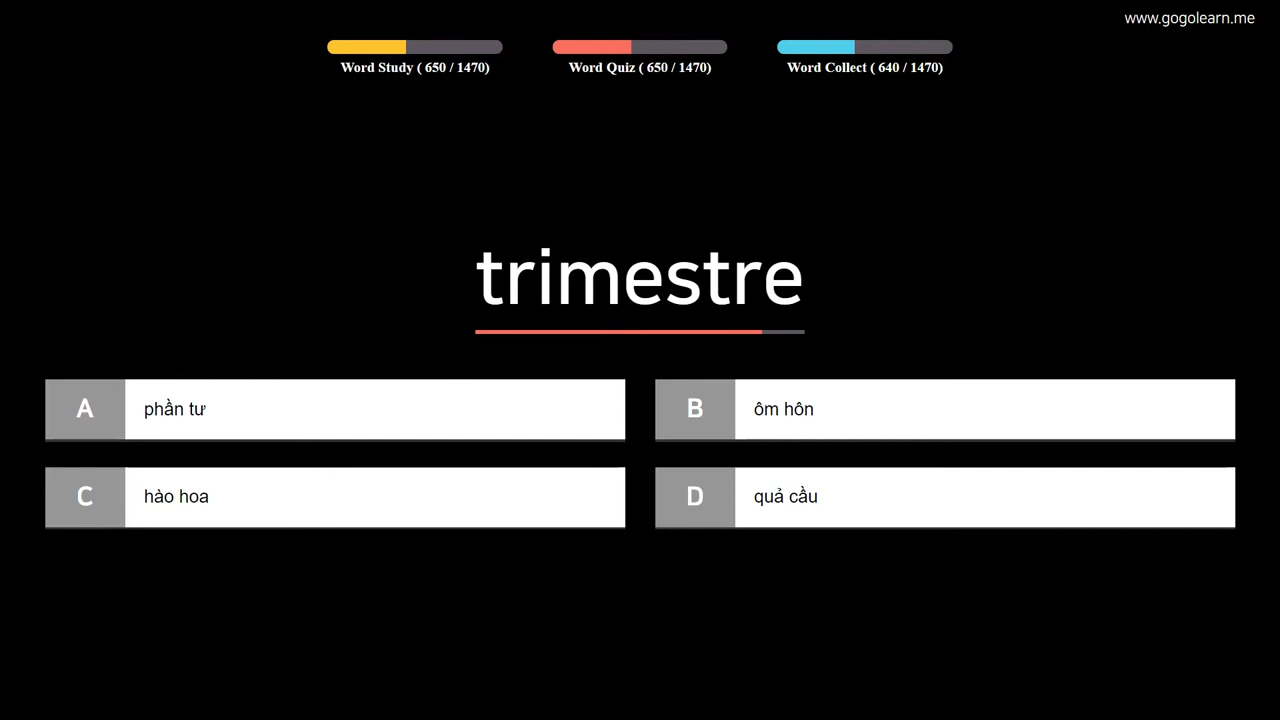 www.gogolearn.me
Word Study ( 650 / 1470)
Word Quiz ( 650 / 1470)
Word Collect ( 640 / 1470)
trimestre
A phần tư
B ôm hôn
C hào hoa
D quả cầu